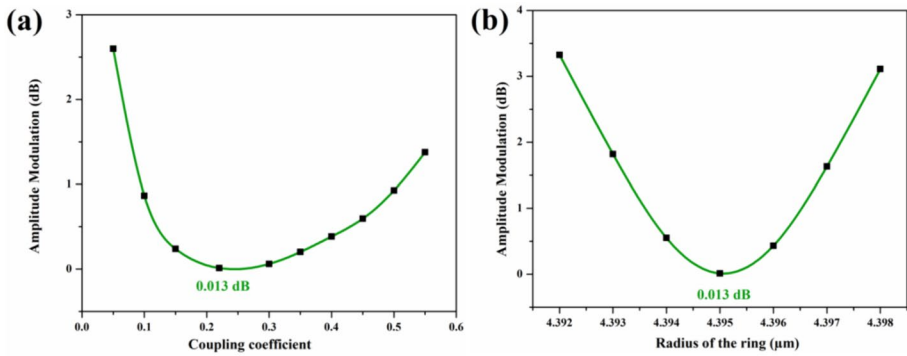 (a)
Amplitude Modulation (dB)
3
2
1
0
0.013 dB
0.0 0.1 0.2 0.3 0.4 0.5 0.6
Coupling coefficient
(b)
Amplitude Modulation (dB)
4
3
2
1
0
0.013 dB
4.392 4.393 4.394 4.395 4.396 4.397 4.398
Radius of the ring (µm)